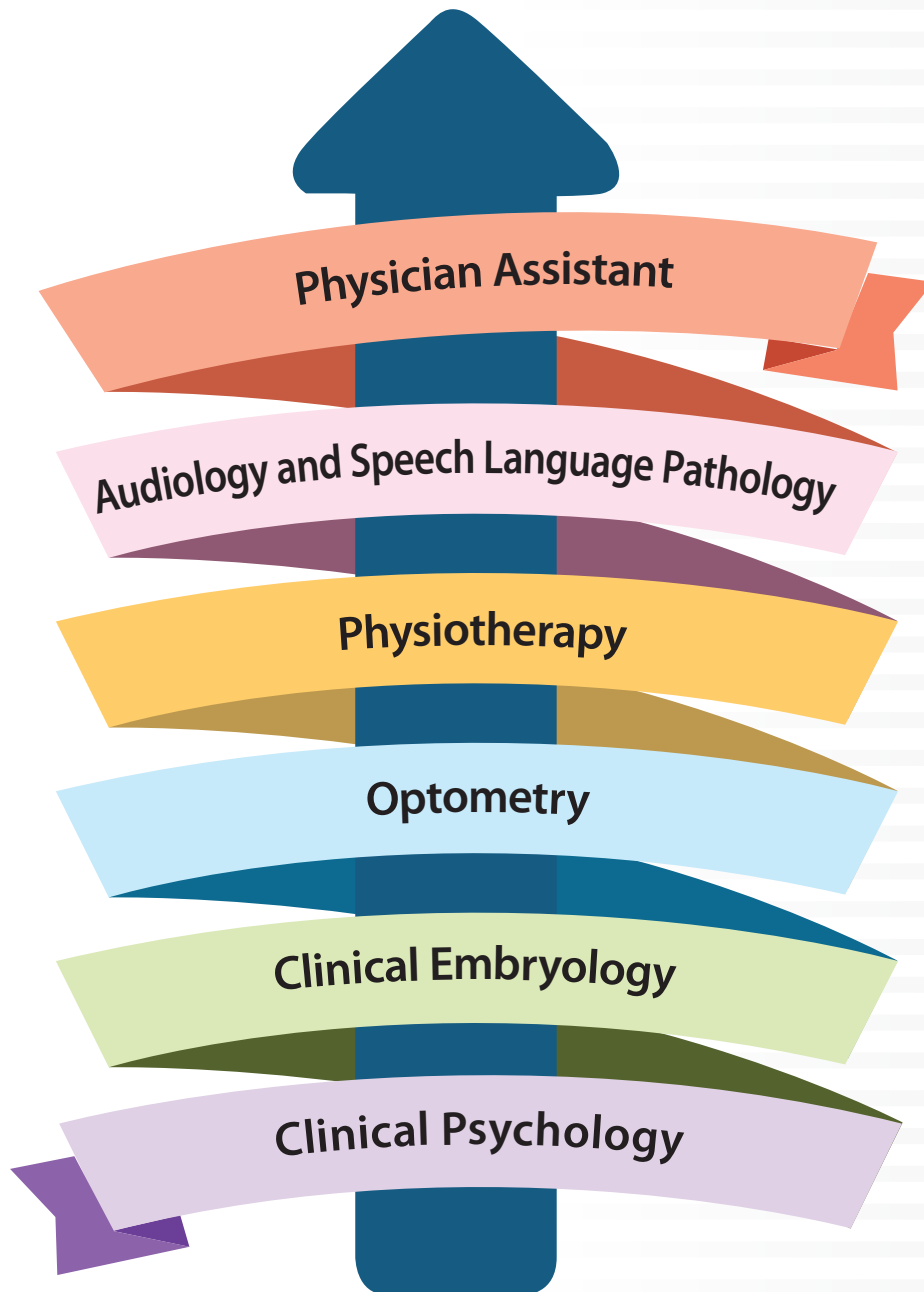 Physician Assistant
Audiology and Speech Language Pathology
Physiotherapy
Optometry
Clinical Embryology
Clinical Psychology